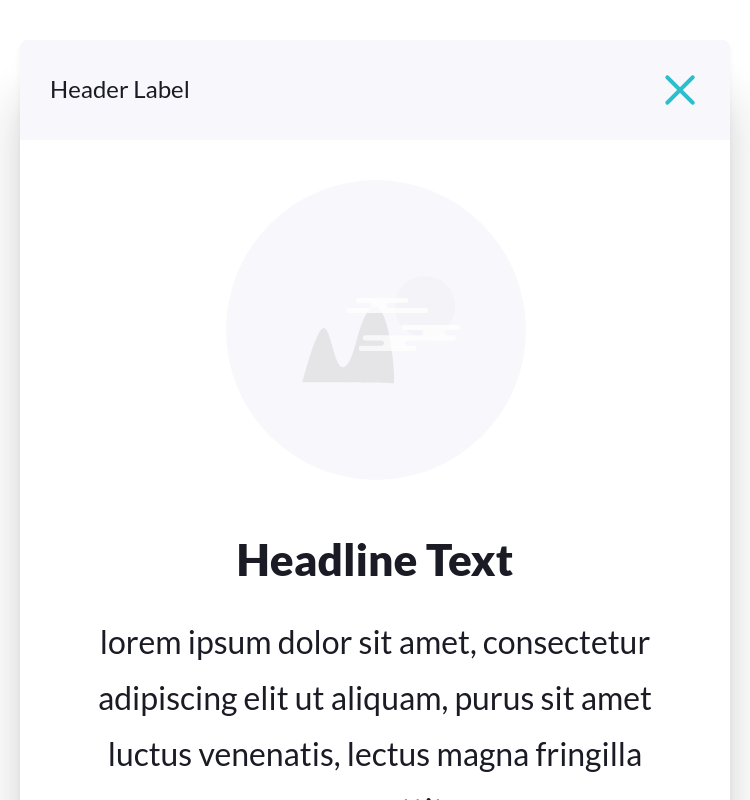 Header Label
Headline Text
lorem ipsum dolor sit amet, consectetur
adipiscing elit ut aliquam, purus sit amet
luctus venenatis, lectus magna fringilla